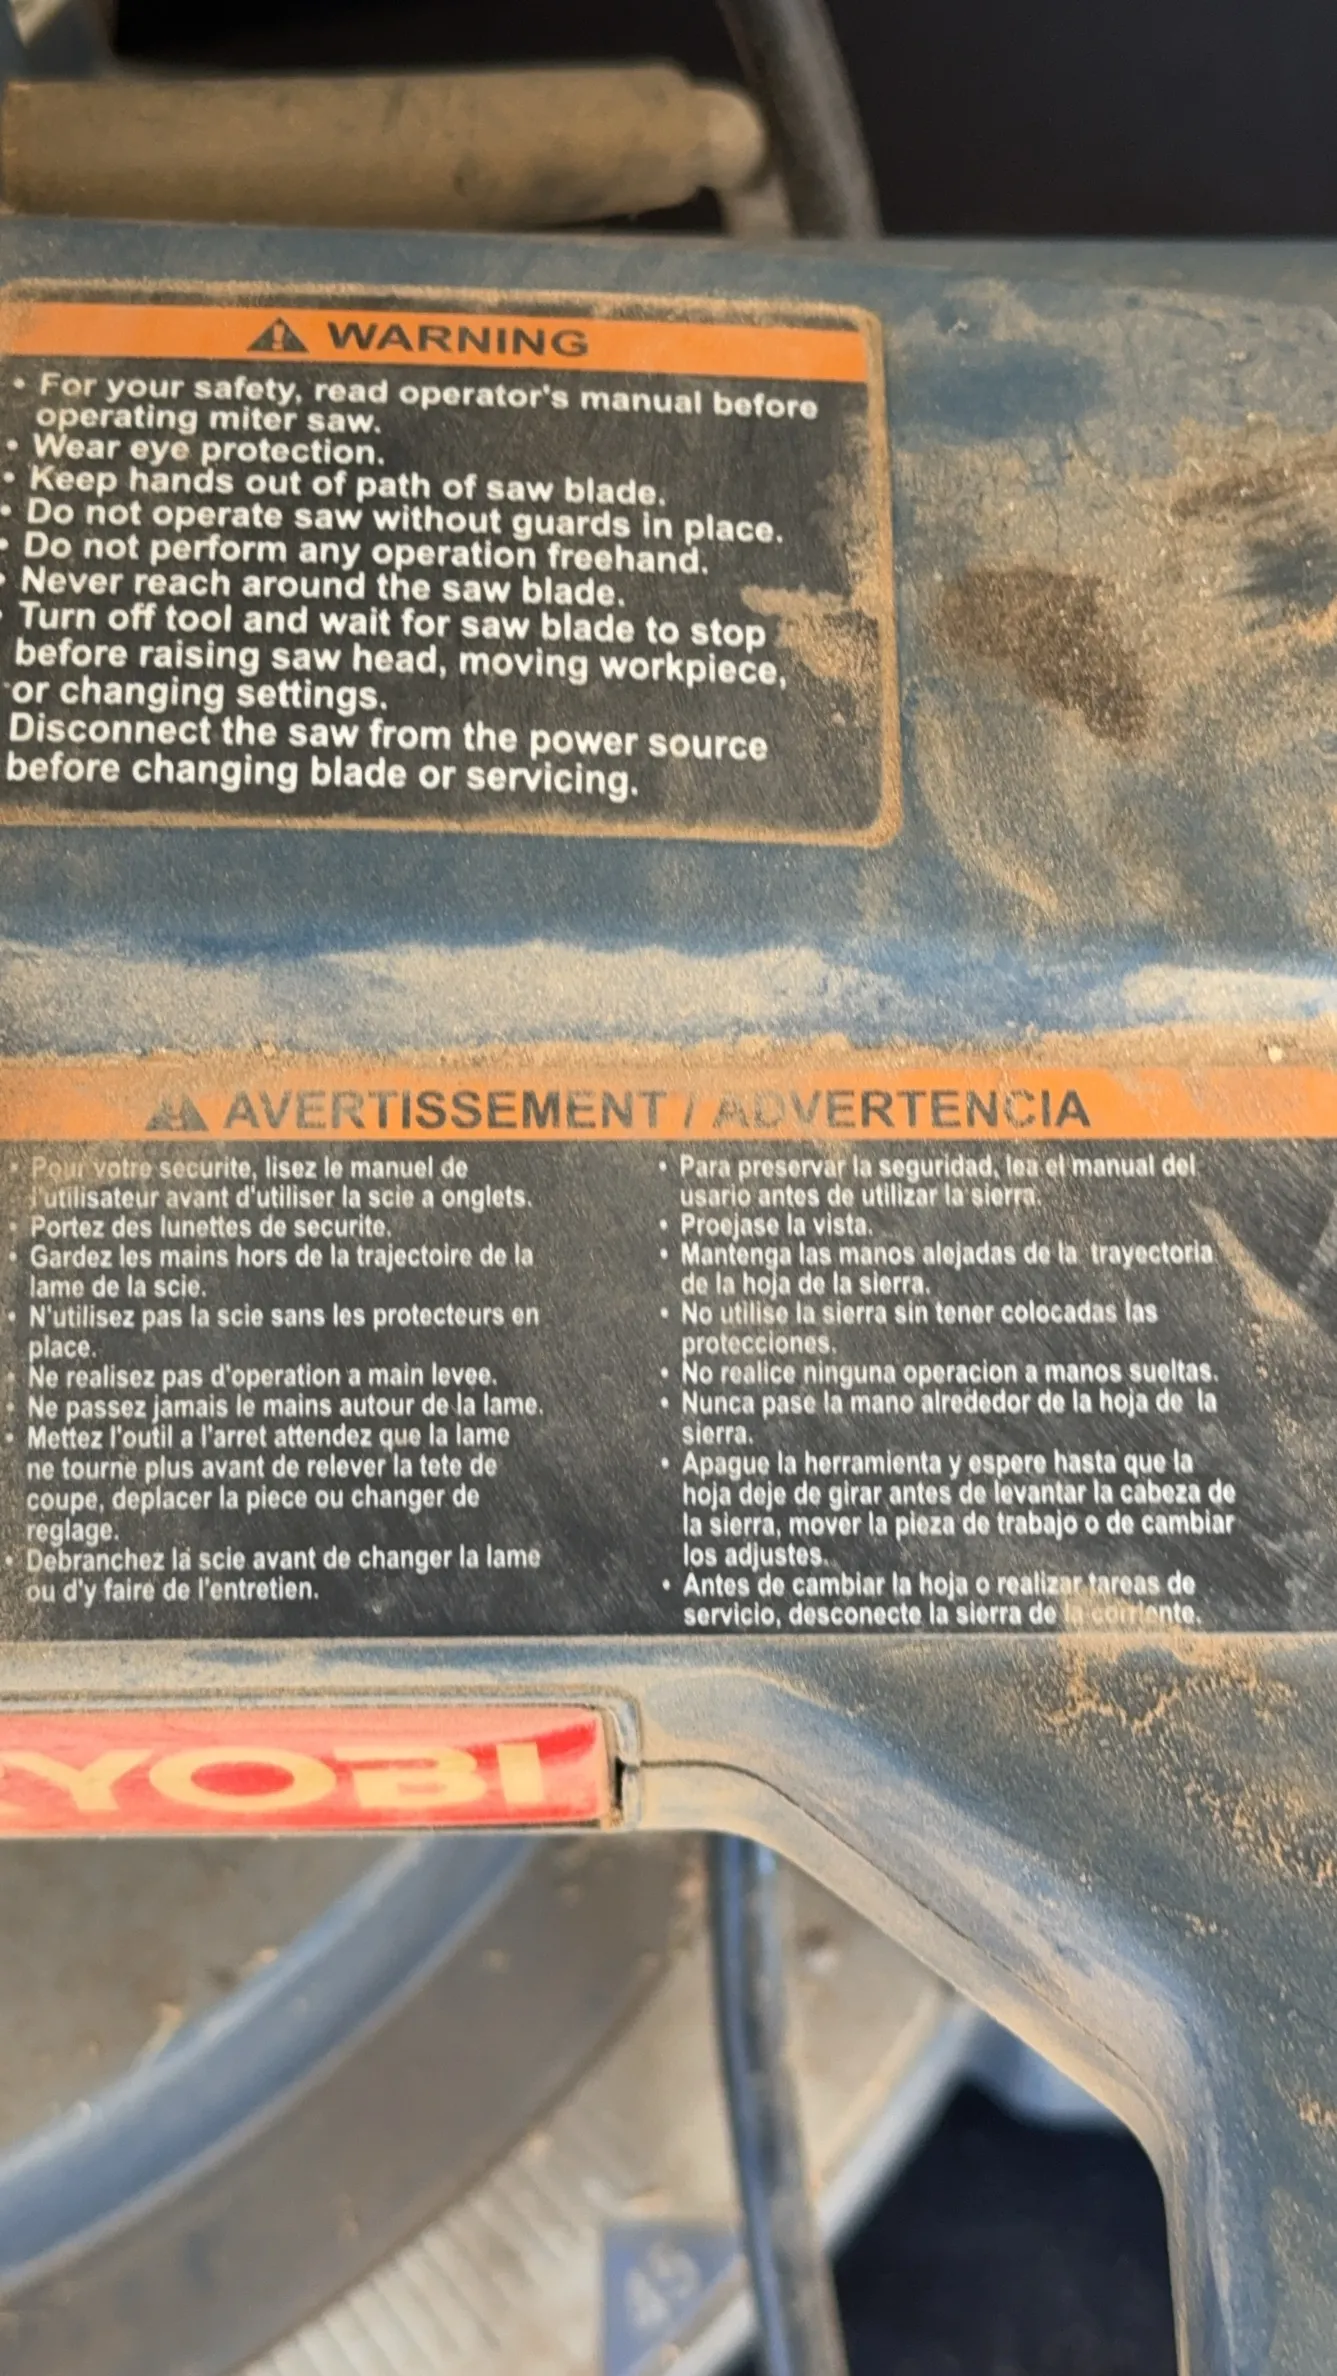 WARNING
• For your safety, read operator's manual before
operating miter saw.
• Wear eye protection.
• Keep hands out of path of saw blade.
• Do not operate saw without guards in place.
• Do not perform any operation freehand.
• Never reach around the saw blade.
• Turn off tool and wait for saw blade to stop
before raising saw head, moving workpiece,
or changing settings.
Disconnect the saw from the power source
before changing blade or servicing.
AVERTISSEMENT / ADVERTENCIA
• Pour votre securite, lisez le manuel de
l'utilisateur avant d'utiliser la scie a onglets.
• Portez des lunettes de securite.
• Gardez les mains hors de la trajectoire de la
lame de la scie.
• N'utilisez pas la scie sans les protecteurs en
place.
• Ne realisez pas d'operation a main levee.
• Ne passez jamais le mains autour de la lame.
• Mettez l'outil a l'arret attendez que la lame
ne tourne plus avant de relever la tete de
coupe, deplacer la piece ou changer de
reglage.
• Debranchez la scie avant de changer la lame
ou d'y faire de l'entretien.
• Para preservar la seguridad, lea el manual del
usario antes de utilizar la sierra.
• Proejase la vista.
• Mantenga las manos alejadas de la trayectoria
de la hoja de la sierra.
• No utilise la sierra sin tener colocadas las
protecciones.
• No realice ninguna operacion a manos sueltas.
• Nunca pase la mano alrededor de la hoja de la
sierra.
• Apague la herramienta y espere hasta que la
hoja deje de girar antes de levantar la cabeza de
la sierra, mover la pieza de trabajo o de cambiar
los adjustes.
• Antes de cambiar la hoja o realizar tareas de
servicio, desconecte la sierra de la corriente.
RYOBI
45